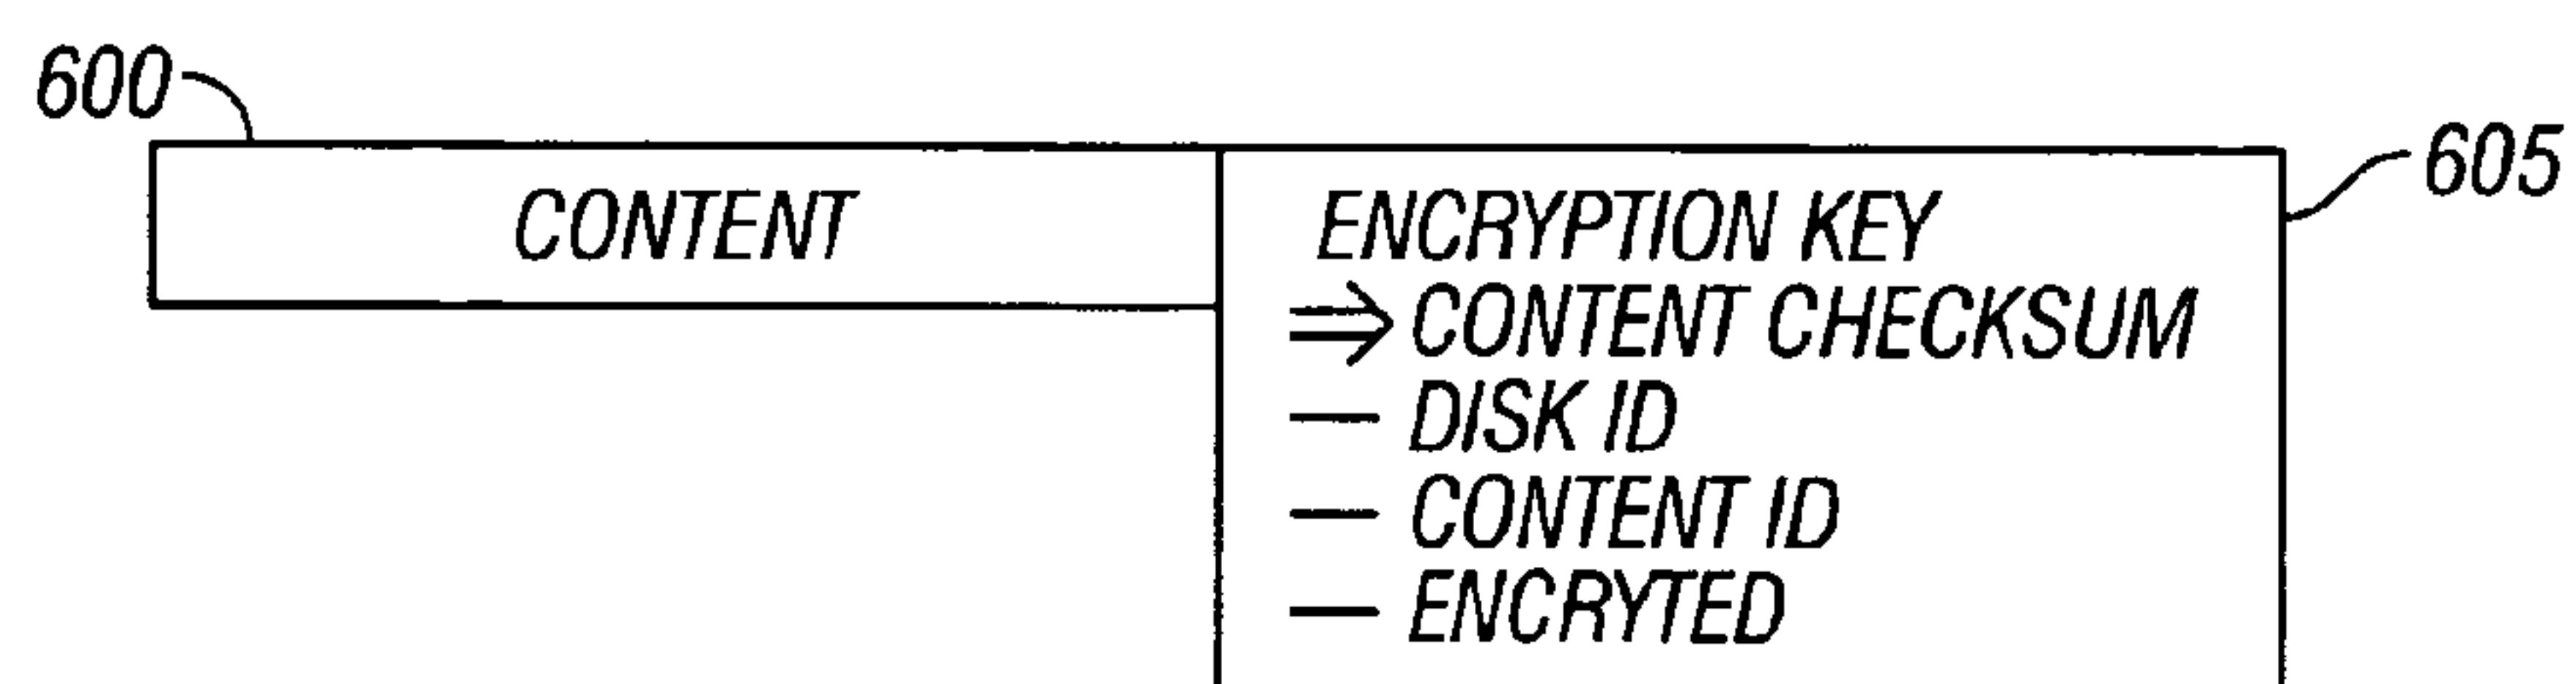 600
605
CONTENT
ENCRYPTION KEY
⇒ CONTENT CHECKSUM
— DISK ID
— CONTENT ID
— ENCRYTED